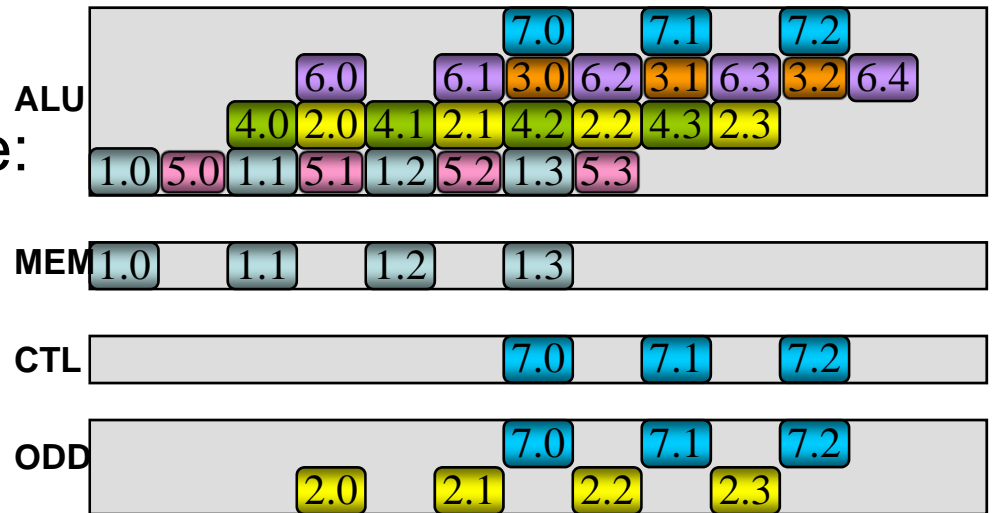 7.0 7.1 7.2
6.0 6.1 3.0 6.2 3.1 6.3 3.2 6.4
ALU
4.0 2.0 4.1 2.1 4.2 2.2 4.3 2.3
e:
1.0 5.0 1.1 5.1 1.2 5.2 1.3 5.3
MEM 1.0 1.1 1.2 1.3
CTL 7.0 7.1 7.2
7.0 7.1 7.2
ODD
2.0 2.1 2.2 2.3